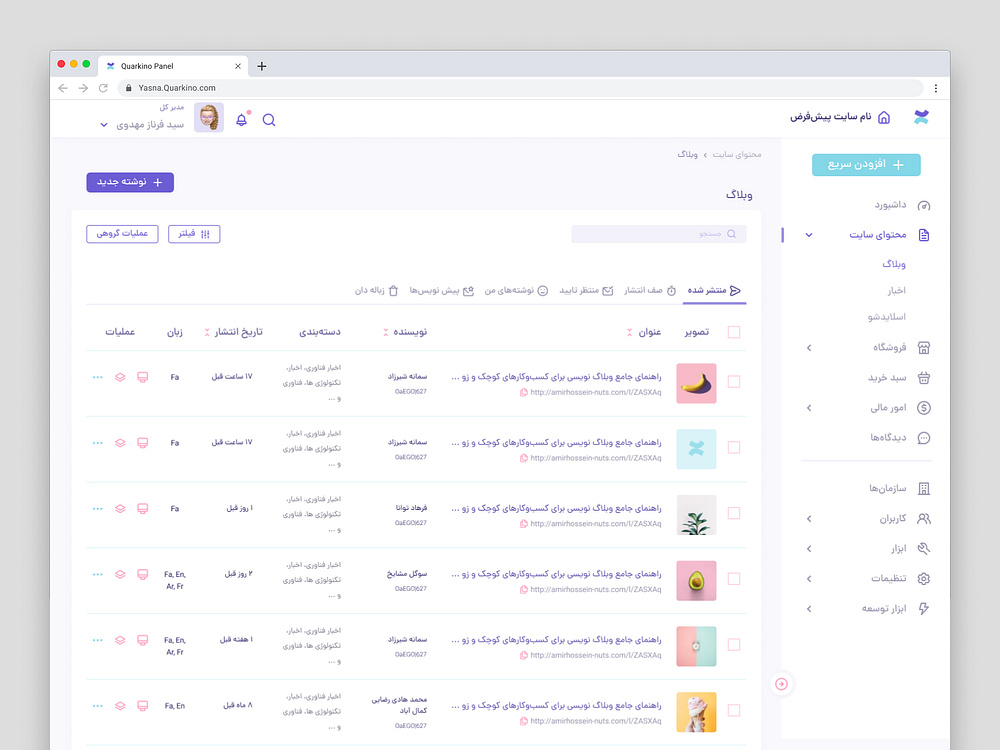 Quarkino Panel
Yasna.Quarkino.com
نام سایت پیش‌فرض
مدیر کل
سید فرناز مهدوی
افزودن سریع
داشبورد
محتوای سایت
وبلاگ
اخبار
اسلایدشو
فروشگاه
سبد خرید
امور مالی
دیدگاه‌ها
سازمان‌ها
کاربران
ابزار
تنظیمات
ابزار توسعه
محتوای سایت › وبلاگ
وبلاگ
نوشته جدید
جستجو
فیلتر
عملیات گروهی
منتشر شده
صف انتشار
منتظر تایید
نوشته‌های من
پیش نویس‌ها
زباله دان
تصویر عنوان نویسنده دسته‌بندی تاریخ انتشار زبان عملیات
راهنمای جامع وبلاگ نویسی برای کسب‌وکارهای کوچک و زو ...
http://amirhossein-nuts.com/l/ZASXAq
سمانه شیرزاد
OaEGOj627
اخبار فناوری، اخبار،
تکنولوژی ها، فناوری
و ...
۱۷ ساعت قبل
Fa
راهنمای جامع وبلاگ نویسی برای کسب‌وکارهای کوچک و زو ...
http://amirhossein-nuts.com/l/ZASXAq
سمانه شیرزاد
OaEGOj627
اخبار فناوری، اخبار،
تکنولوژی ها، فناوری
و ...
۱۷ ساعت قبل
Fa
راهنمای جامع وبلاگ نویسی برای کسب‌وکارهای کوچک و زو ...
http://amirhossein-nuts.com/l/ZASXAq
فرهاد توانا
OaEGOj627
اخبار فناوری، اخبار،
تکنولوژی ها، فناوری
و ...
۱ روز قبل
Fa
راهنمای جامع وبلاگ نویسی برای کسب‌وکارهای کوچک و زو ...
http://amirhossein-nuts.com/l/ZASXAq
سوگل مشایخ
OaEGOj627
اخبار فناوری، اخبار،
تکنولوژی ها، فناوری
و ...
۲ روز قبل
Fa, En,
Ar, Fr
راهنمای جامع وبلاگ نویسی برای کسب‌وکارهای کوچک و زو ...
http://amirhossein-nuts.com/l/ZASXAq
سمانه شیرزاد
OaEGOj627
اخبار فناوری، اخبار،
تکنولوژی ها، فناوری
و ...
۱ هفته قبل
Fa, En,
Ar, Fr
راهنمای جامع وبلاگ نویسی برای کسب‌وکارهای کوچک و زو ...
http://amirhossein-nuts.com/l/ZASXAq
محمد هادی رضایی
کمال آباد
OaEGOj627
اخبار فناوری، اخبار،
تکنولوژی ها، فناوری
و ...
۸ ماه قبل
Fa, En